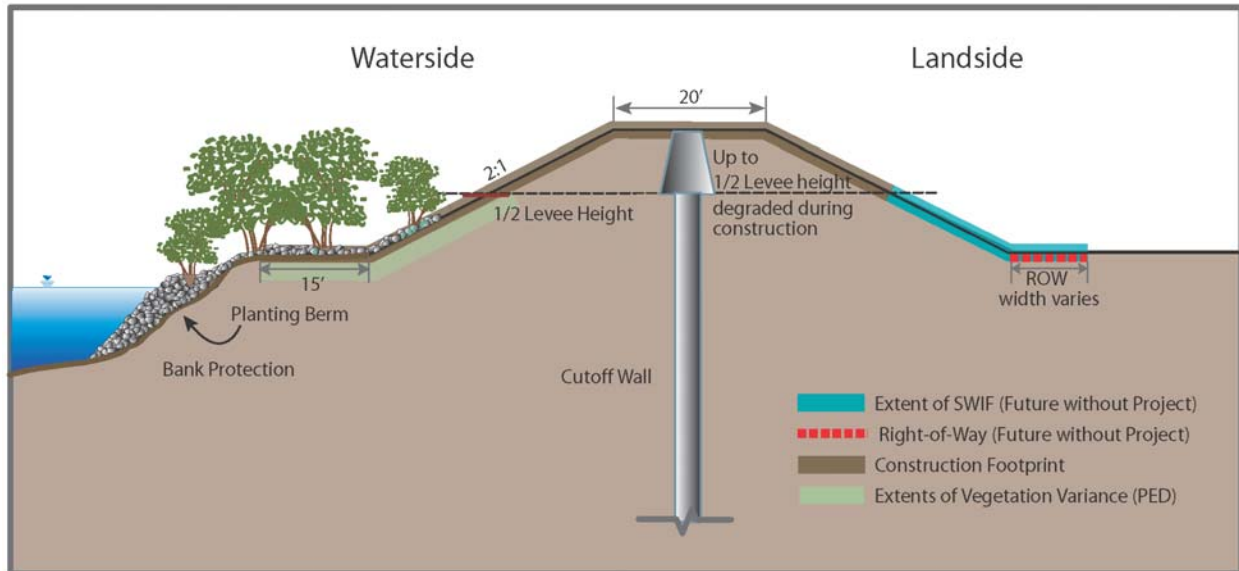 Waterside
Landside
20'
2:1
Up to
1/2 Levee height
degraded during
construction
1/2 Levee Height
15'
Planting Berm
Bank Protection
ROW
width varies
Cutoff Wall
Extent of SWIF (Future without Project)
Right-of-Way (Future without Project)
Construction Footprint
Extents of Vegetation Variance (PED)